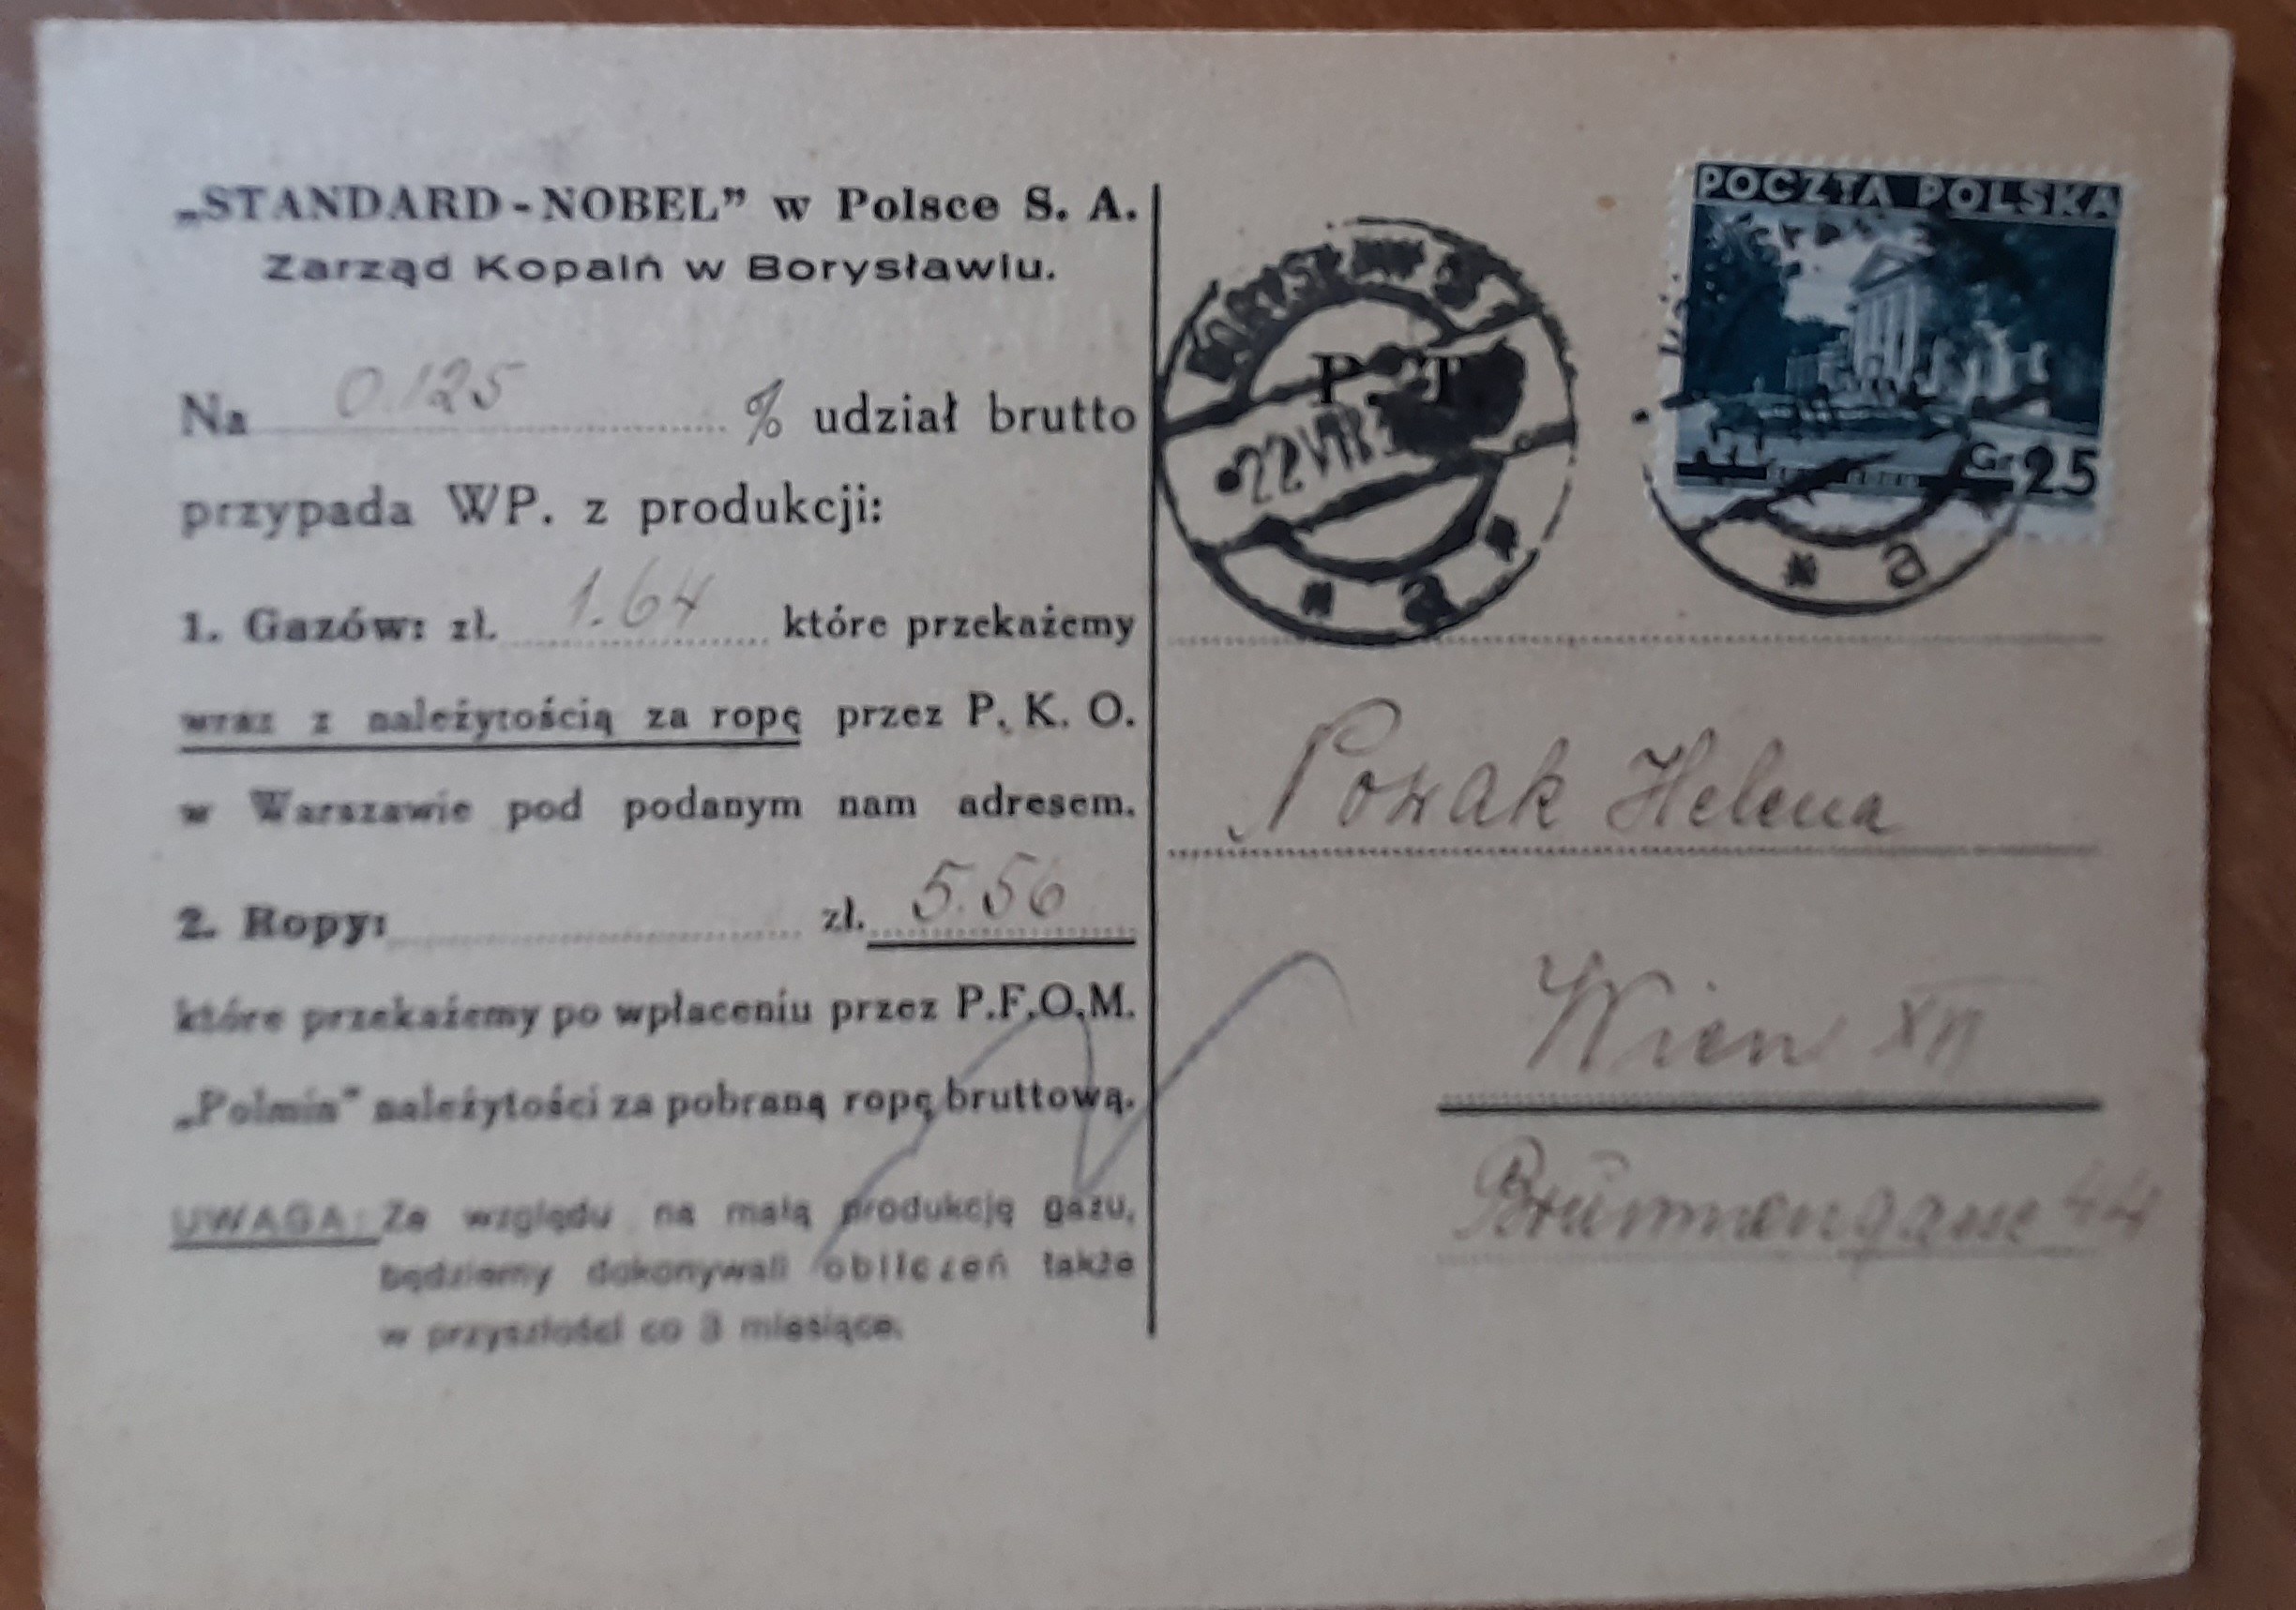 „STANDARD-NOBEL” w Polsce S. A.
Zarząd Kopalń w Borysławiu.
Na 0.125 % udział brutto
przypada WP. z produkcji:
1. Gazów: zł. 1.64 które przekażemy
wraz z należytością za ropę przez P. K. O.
w Warszawie pod podanym nam adresem.
2. Ropy: zł. 5.56
które przekażemy po wpłaceniu przez P.F.O.M.
„Polmin” należytości za pobraną ropę bruttową.
UWAGA: Ze względu na małą produkcję gazu,
będziemy dokonywali obliczeń także
w przyszłości co 3 miesiące.
P. T.
22 VII
* a *
POCZTA POLSKA
Gr 25
* a
Helena
Wien XII
44